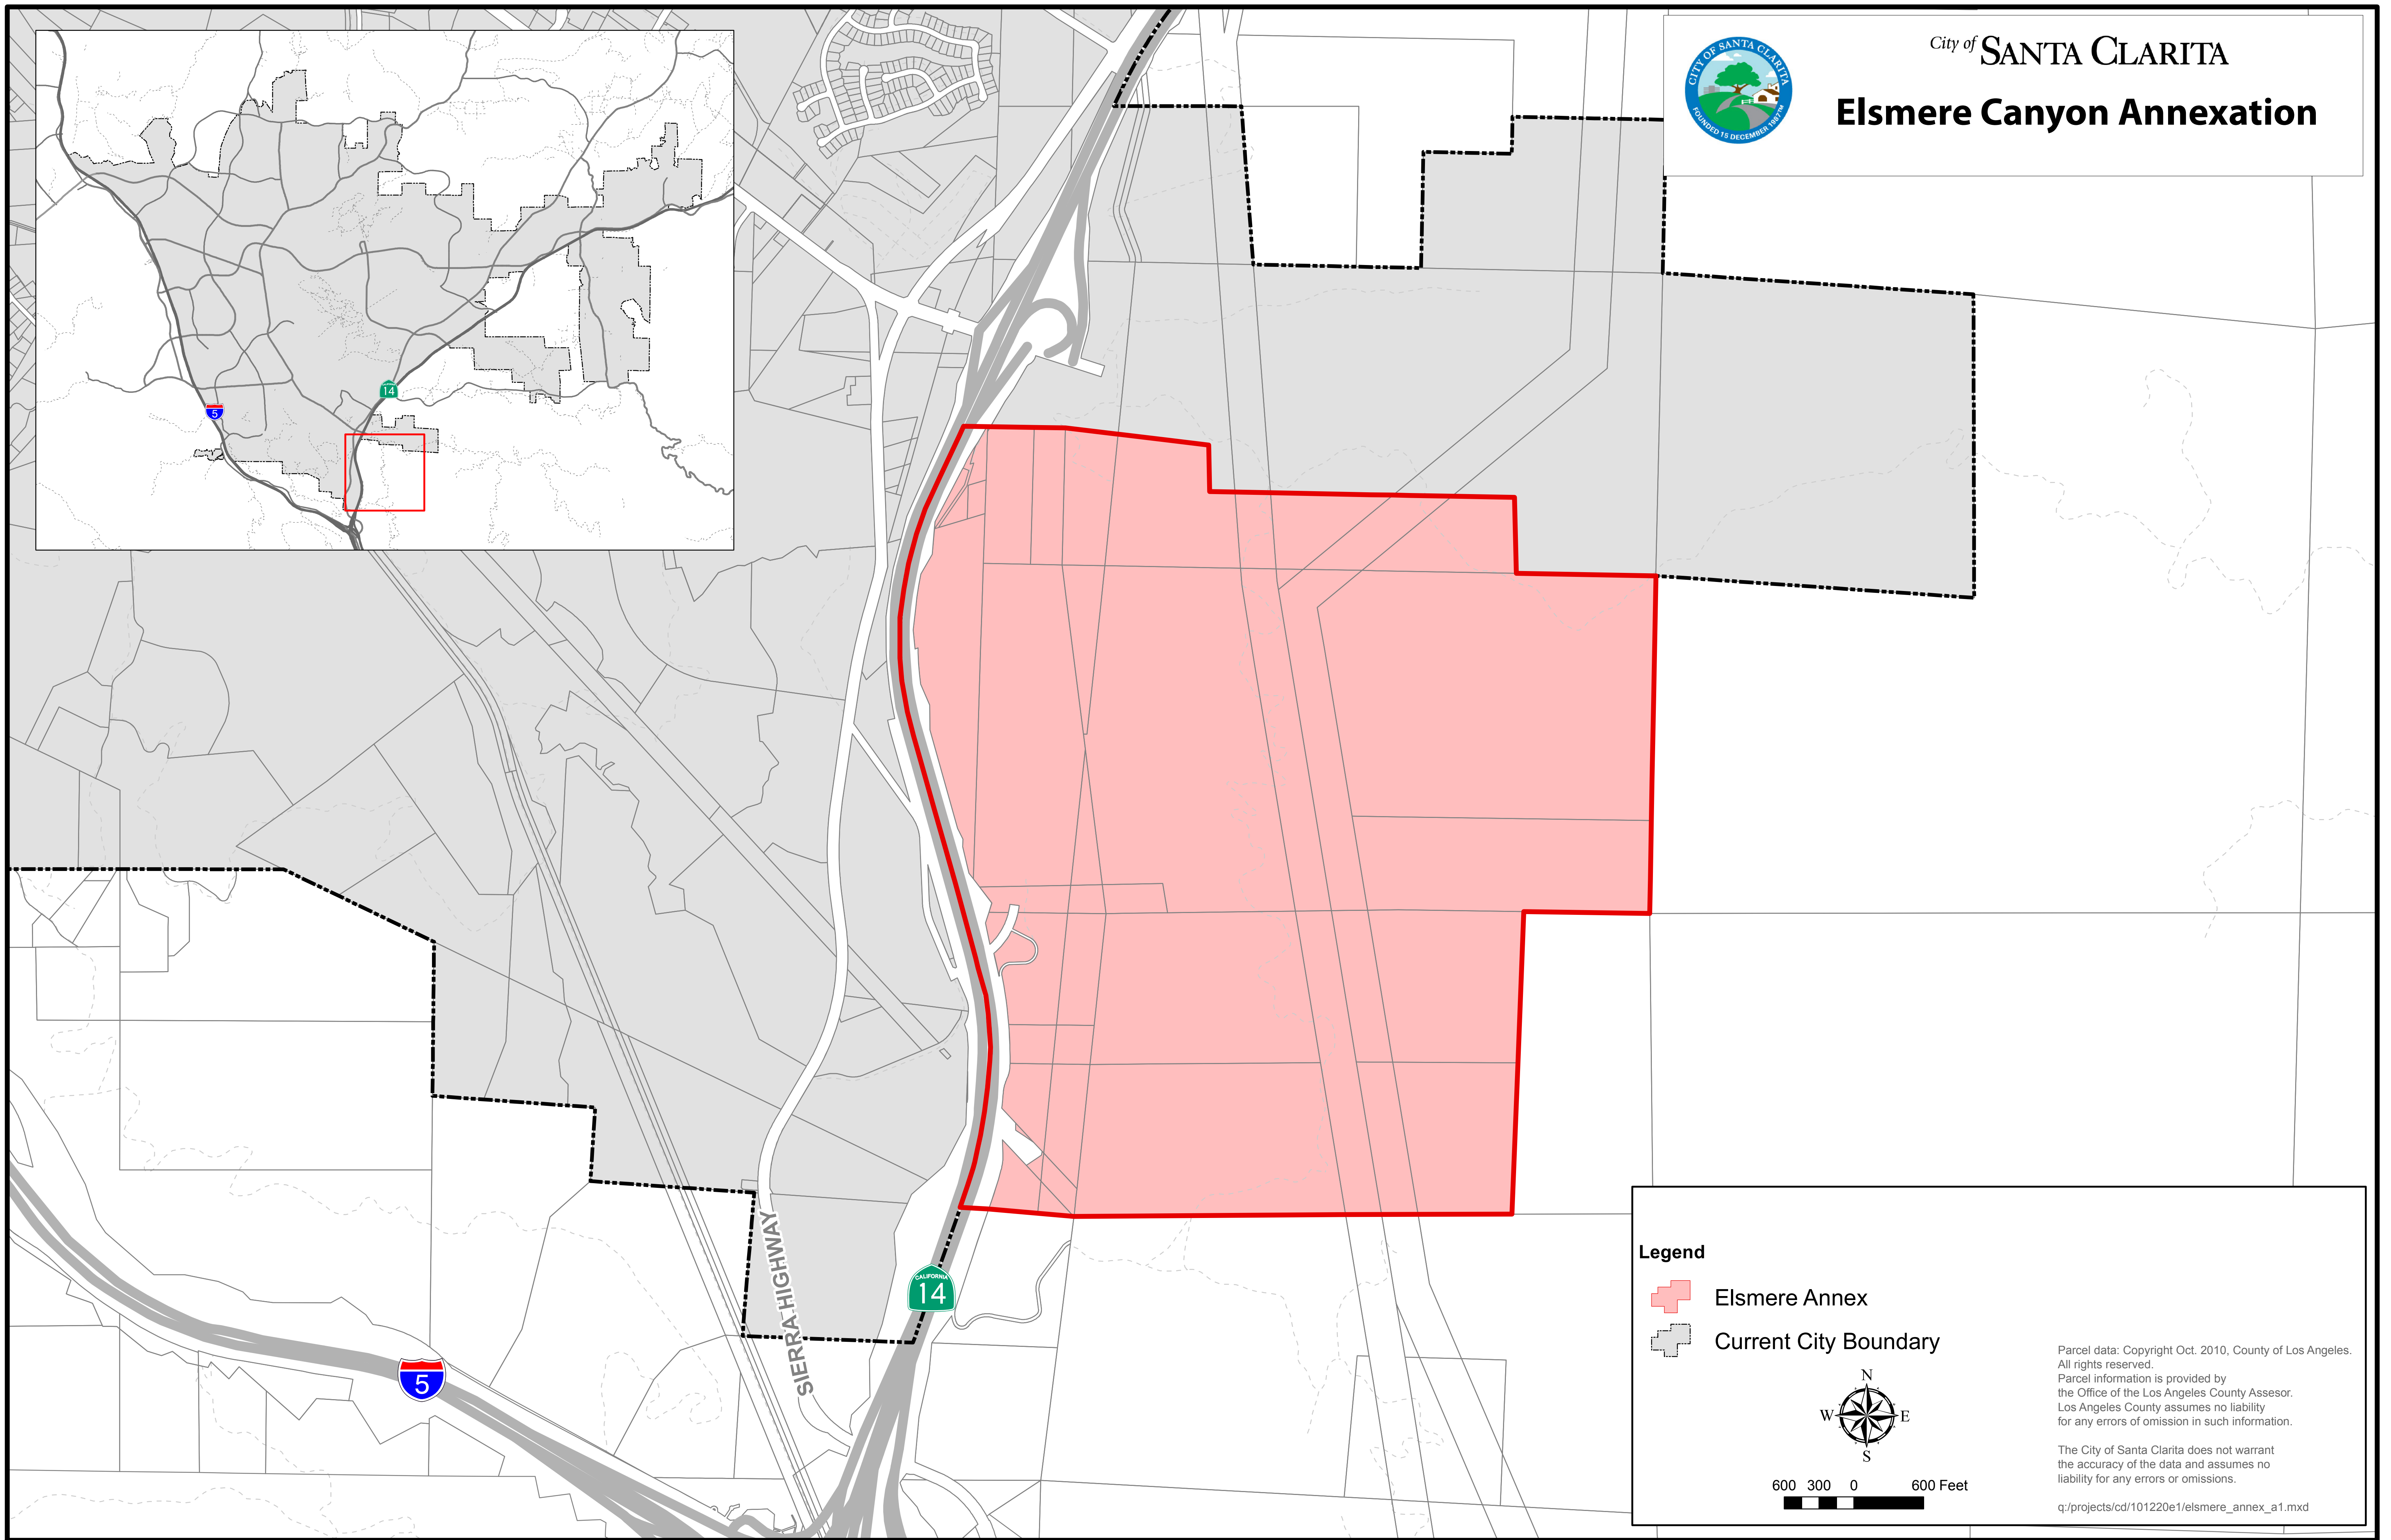 City of SANTA CLARITA
Elsmere Canyon Annexation
CITY OF SANTA CLARITA
FOUNDED 15 DECEMBER 1987
14
5
SIERRA HIGHWAY
CALIFORNIA
14
5
Legend
Elsmere Annex
Current City Boundary
N
W
E
S
600 300 0 600 Feet
Parcel data: Copyright Oct. 2010, County of Los Angeles.
All rights reserved.
Parcel information is provided by
the Office of the Los Angeles County Assesor.
Los Angeles County assumes no liability
for any errors of omission in such information.
The City of Santa Clarita does not warrant
the accuracy of the data and assumes no
liability for any errors or omissions.
q:/projects/cd/101220e1/elsmere_annex_a1.mxd